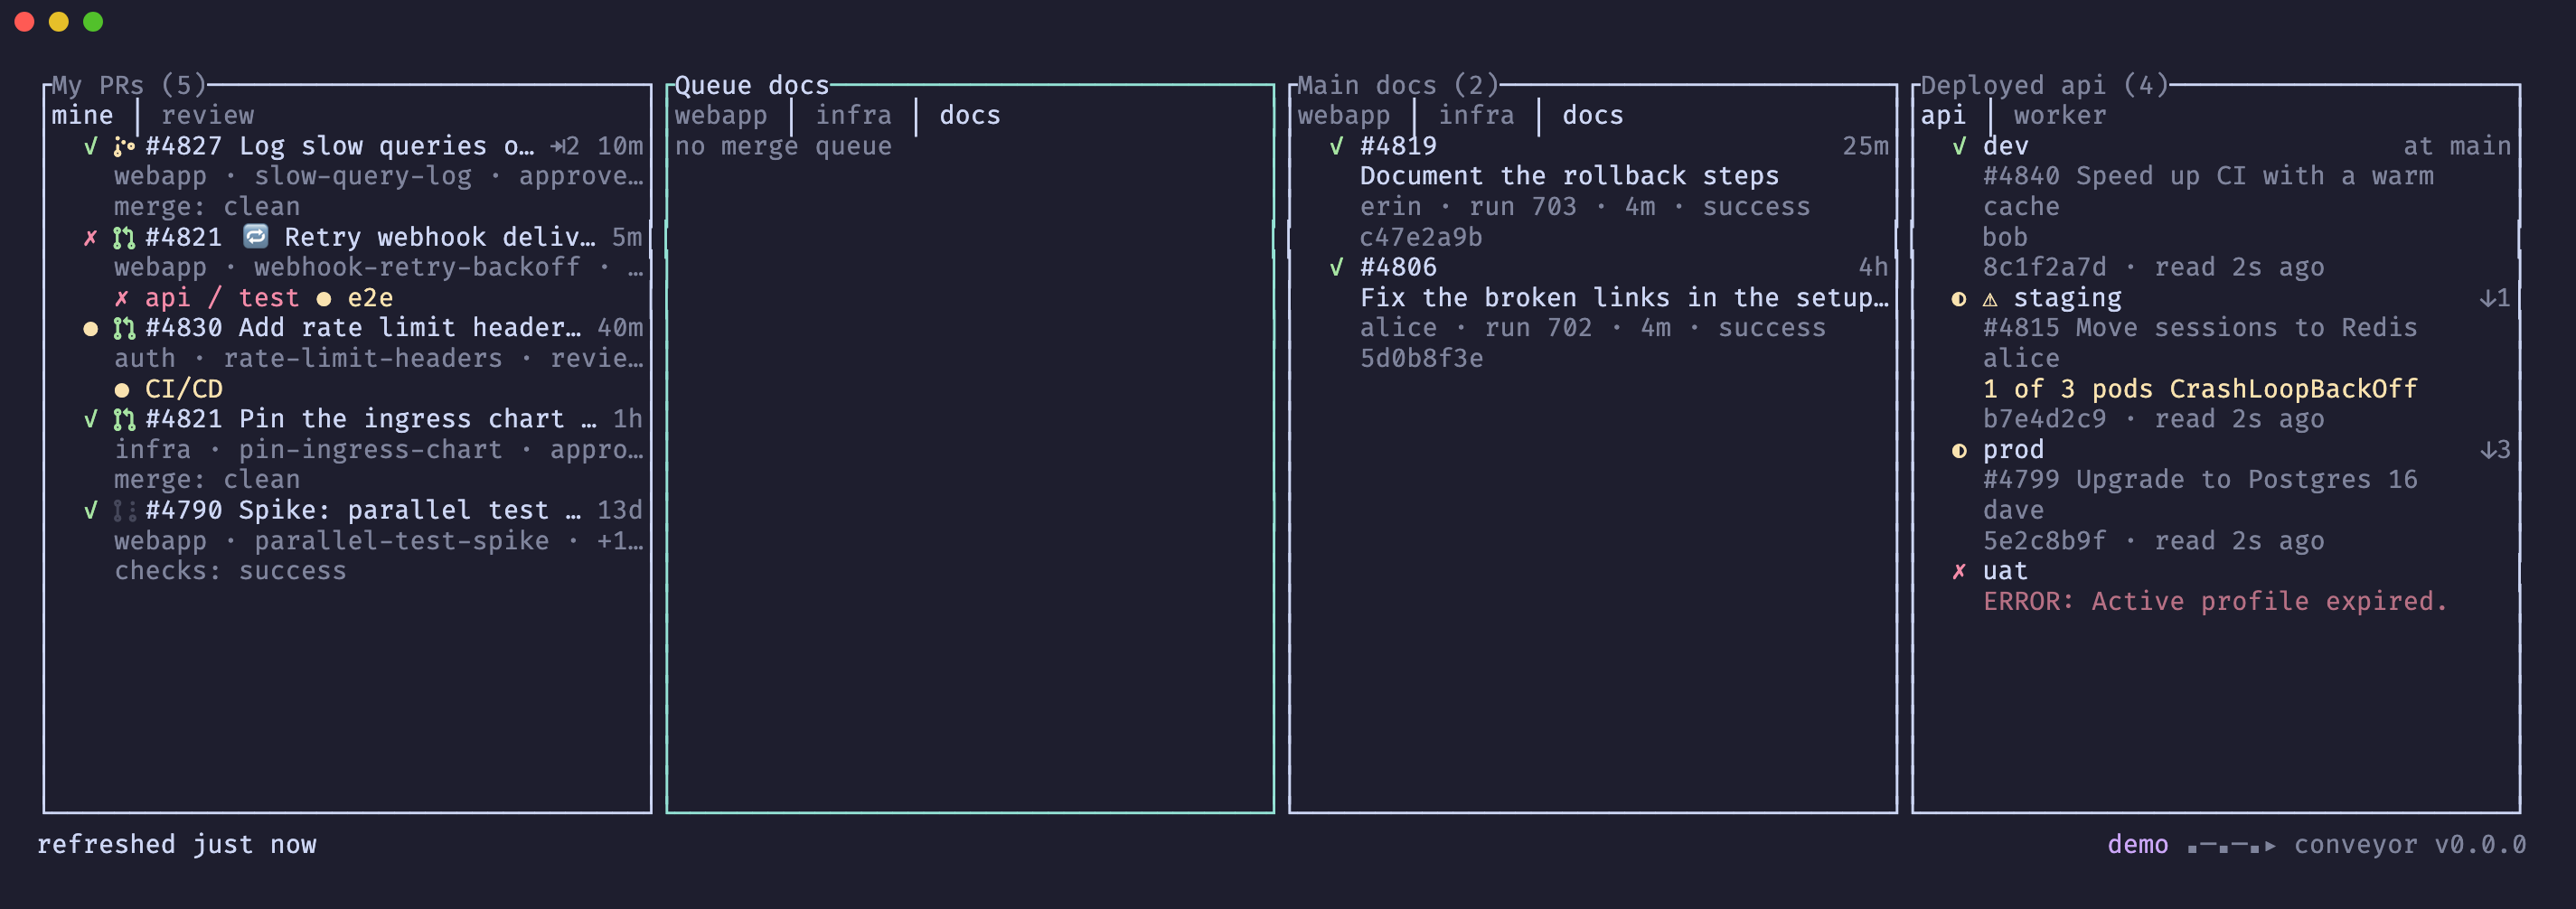 My PRs (5)
mine │ review
✓ #4827 Log slow queries o… ⇥2 10m
webapp · slow-query-log · approve…
merge: clean
✗ #4821 🔁 Retry webhook deliv… 5m
webapp · webhook-retry-backoff · …
✗ api / test ● e2e
● #4830 Add rate limit header… 40m
auth · rate-limit-headers · revie…
● CI/CD
✓ #4821 Pin the ingress chart … 1h
infra · pin-ingress-chart · appro…
merge: clean
✓ #4790 Spike: parallel test … 13d
webapp · parallel-test-spike · +1…
checks: success
Queue docs
webapp │ infra │ docs
no merge queue
Main docs (2)
webapp │ infra │ docs
✓ #4819 25m
Document the rollback steps
erin · run 703 · 4m · success
c47e2a9b
✓ #4806 4h
Fix the broken links in the setup…
alice · run 702 · 4m · success
5d0b8f3e
Deployed api (4)
api │ worker
✓ dev at main
#4840 Speed up CI with a warm
cache
bob
8c1f2a7d · read 2s ago
◐ ⚠ staging ↓1
#4815 Move sessions to Redis
alice
1 of 3 pods CrashLoopBackOff
b7e4d2c9 · read 2s ago
◐ prod ↓3
#4799 Upgrade to Postgres 16
dave
5e2c8b9f · read 2s ago
✗ uat
ERROR: Active profile expired.
refreshed just now
demo ▪─▪─▪▸ conveyor v0.0.0